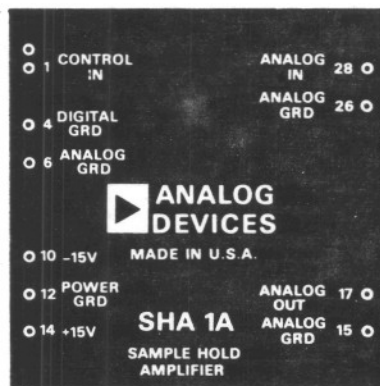 1 CONTROL
IN
4 DIGITAL
GRD
6 ANALOG
GRD
ANALOG
IN 28
ANALOG
GRD 26
ANALOG
DEVICES
MADE IN U.S.A.
10 -15V
12 POWER
GRD
14 +15V
SHA 1A
SAMPLE HOLD
AMPLIFIER
ANALOG
OUT 17
ANALOG
GRD 15